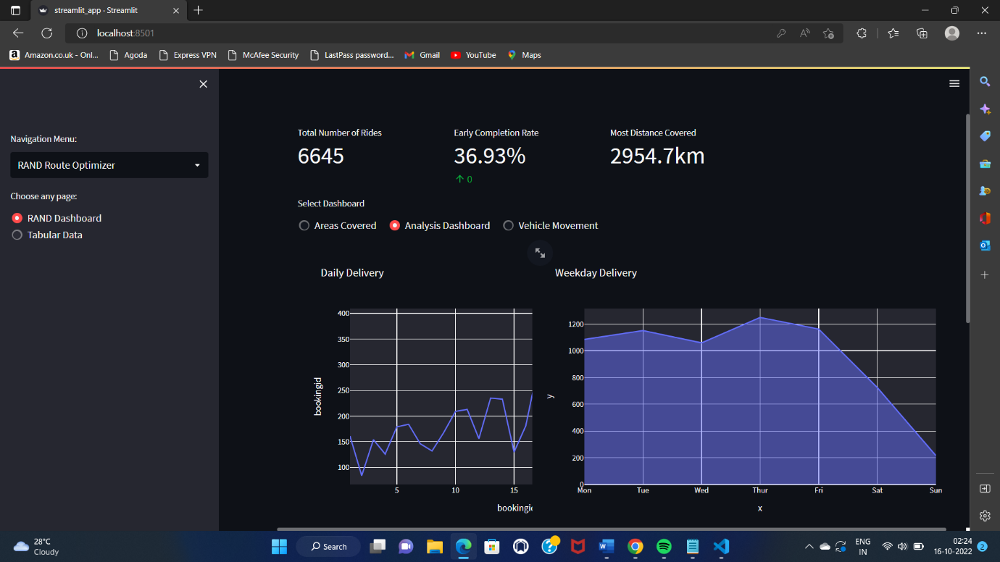 streamlit_app · Streamlit
localhost:8501
Amazon.co.uk - Onl...
Agoda
Express VPN
McAfee Security
LastPass password...
Gmail
YouTube
Maps
Navigation Menu:
RAND Route Optimizer
Choose any page:
RAND Dashboard
Tabular Data
Total Number of Rides
6645
Early Completion Rate
36.93%
0
Most Distance Covered
2954.7km
Select Dashboard
Areas Covered
Analysis Dashboard
Vehicle Movement
Daily Delivery
400
350
300
250
200
150
100
bookingid
5
10
15
Weekday Delivery
1200
1000
800
600
400
200
0
y
Mon
Tue
Wed
Thur
Fri
Sat
Sun
x
28°C
Cloudy
Search
ENG
IN
02:24
16-10-2022
2